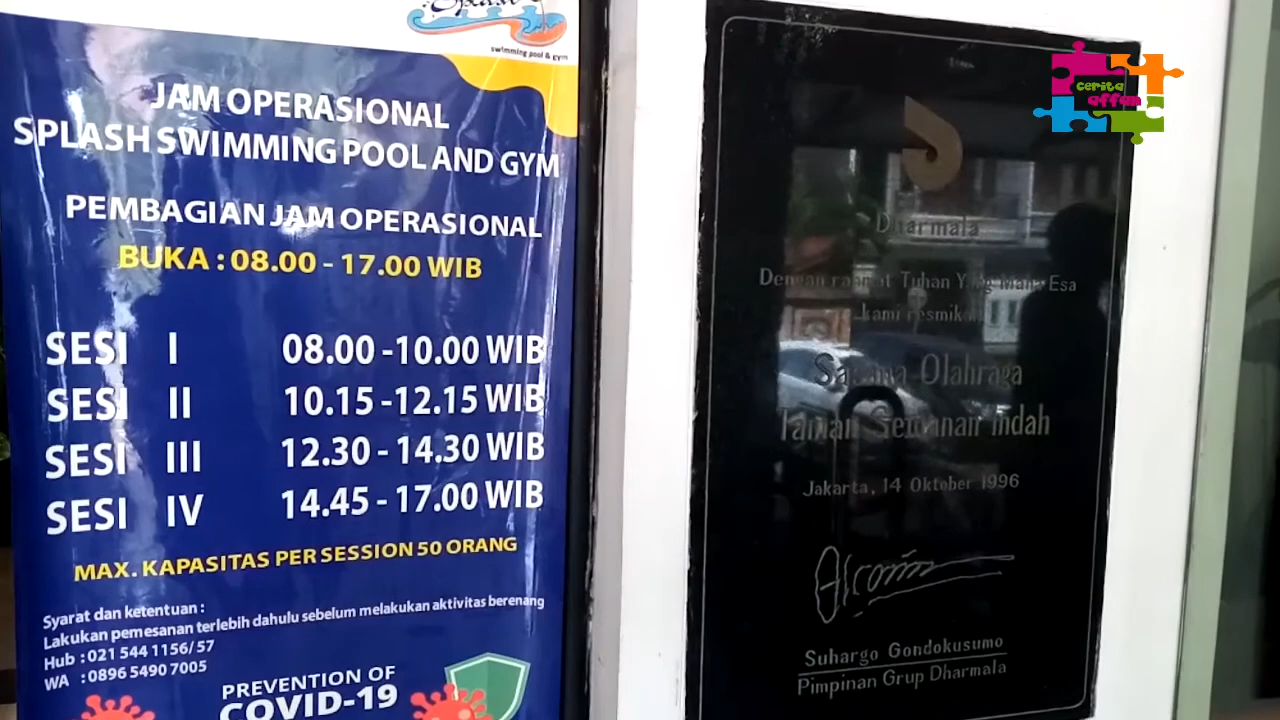 Splash
swimming pool & gym
JAM OPERASIONAL
SPLASH SWIMMING POOL AND GYM
PEMBAGIAN JAM OPERASIONAL
BUKA : 08.00 - 17.00 WIB
SESI I 08.00 -10.00 WIB
SESI II 10.15 -12.15 WIB
SESI III 12.30 - 14.30 WIB
SESI IV 14.45 - 17.00 WIB
MAX. KAPASITAS PER SESSION 50 ORANG
Syarat dan ketentuan :
Lakukan pemesanan terlebih dahulu sebelum melakukan aktivitas berenang
Hub : 021 544 1156/ 57
WA : 0896 5490 7005
PREVENTION OF
COVID-19
cerita
affan
Dharmala
Dengan rahmat Tuhan Yang Maha Esa
kami resmikan
Sarana Olahraga
Taman Semanan Indah
Jakarta, 14 Oktober 1996
Suhargo Gondokusumo
Pimpinan Grup Dharmala